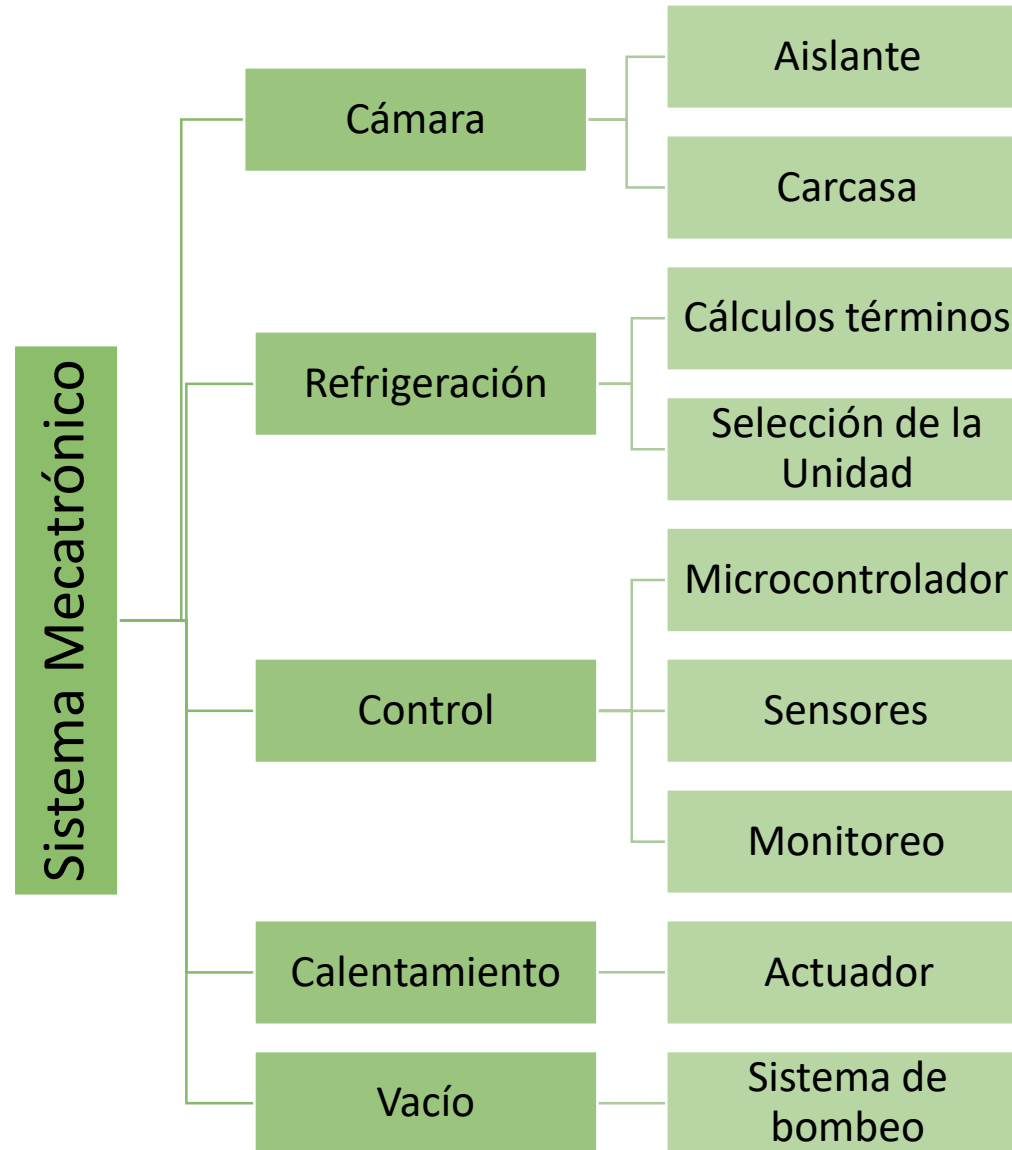 Sistema Mecatrónico
Cámara
Aislante
Carcasa
Refrigeración
Cálculos términos
Selección de la
Unidad
Control
Microcontrolador
Sensores
Monitoreo
Calentamiento
Actuador
Vacío
Sistema de
bombeo